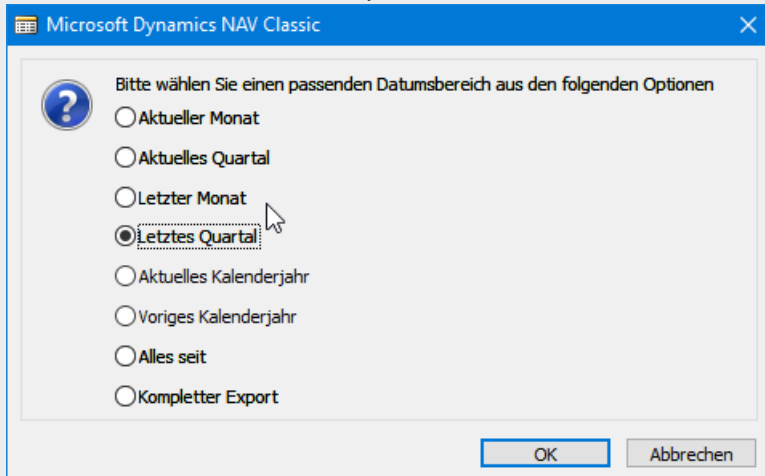 Microsoft Dynamics NAV Classic
Bitte wählen Sie einen passenden Datumsbereich aus den folgenden Optionen
Aktueller Monat
Aktuelles Quartal
Letzter Monat
Letztes Quartal
Aktuelles Kalenderjahr
Voriges Kalenderjahr
Alles seit
Kompletter Export
OK Abbrechen